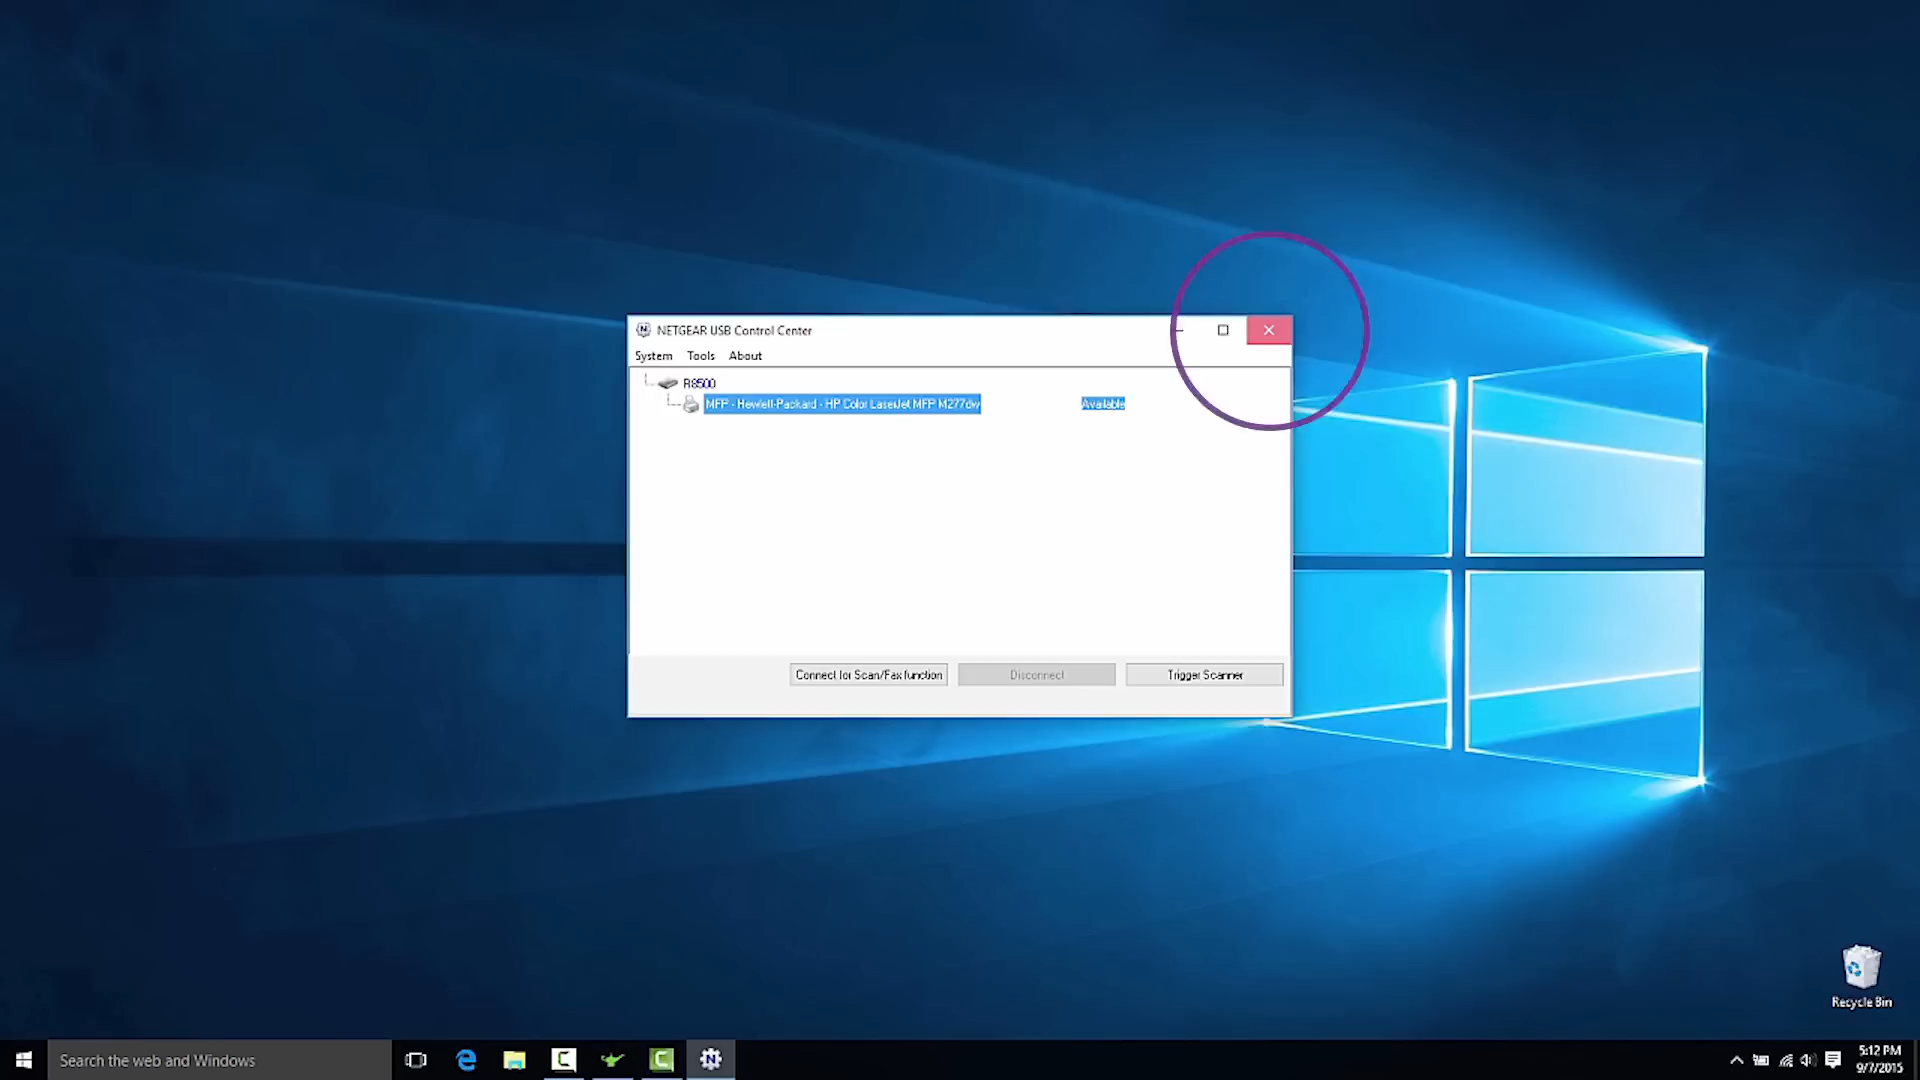 NETGEAR USB Control Center
System Tools About
R8500
MFP - Hewlett-Packard - HP Color LaserJet MFP M277dw Available
Connect for Scan/Fax function Disconnect Trigger Scanner
Recycle Bin
Search the web and Windows
5:12 PM
9/7/2015